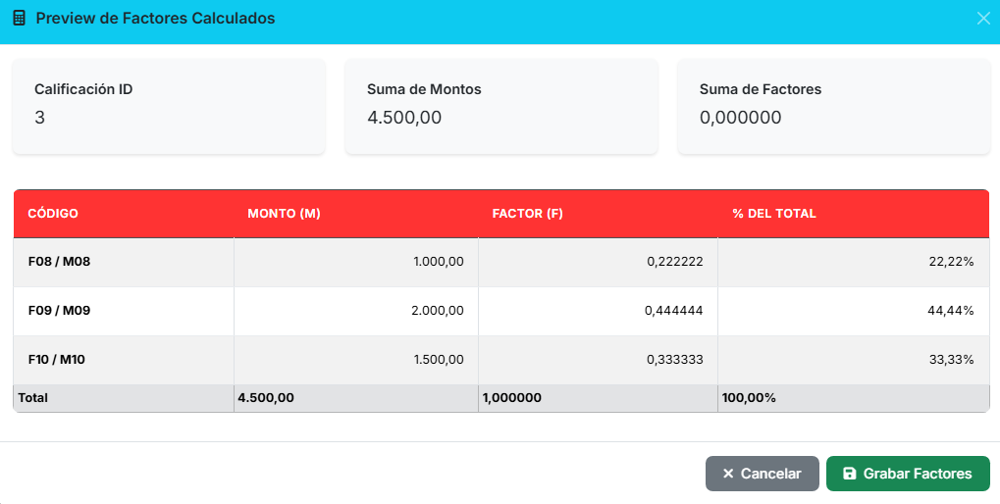 Preview de Factores Calculados
Calificación ID Suma de Montos Suma de Factores
3 4.500,00 0,000000
CÓDIGO MONTO (M) FACTOR (F) % DEL TOTAL
F08 / M08 1.000,00 0,222222 22,22%
F09 / M09 2.000,00 0,444444 44,44%
F10 / M10 1.500,00 0,333333 33,33%
Total 4.500,00 1,000000 100,00%
Cancelar Grabar Factores